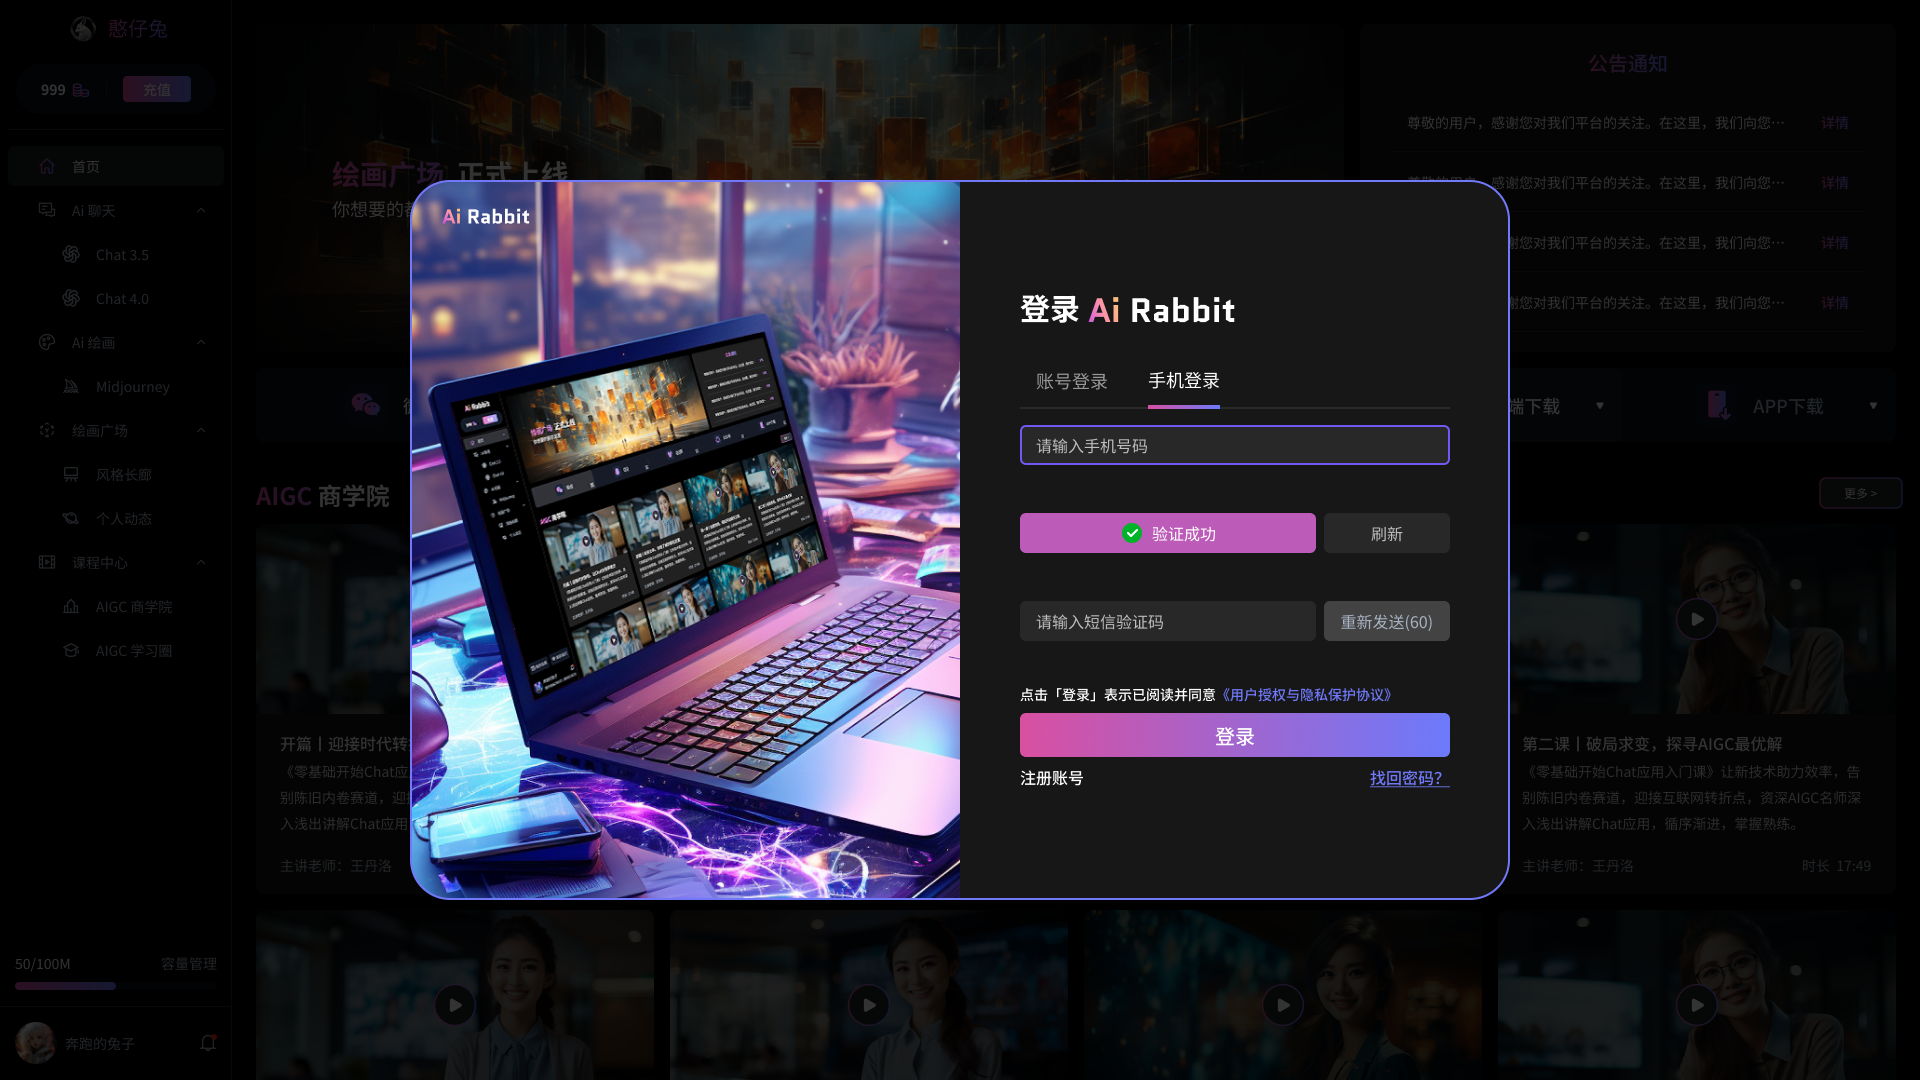 憨仔兔
999
充值
首页
Ai 聊天
Chat 3.5
Chat 4.0
Ai 绘画
Midjourney
绘画广场
风格长廊
个人动态
课程中心
AIGC 商学院
AIGC 学习圈
50/100M
容量管理
奔跑的兔子
绘画广场 正式上线
你想要的
公告通知
尊敬的用户，感谢您对我们平台的关注。在这里，我们向您… 详情
感谢您对我们平台的关注。在这里，我们向您… 详情
谢您对我们平台的关注。在这里，我们向您… 详情
谢您对我们平台的关注。在这里，我们向您… 详情
端下载
APP下载
AIGC 商学院
更多 >
开篇丨迎接时代转
《零基础开始Chat应
别陈旧内卷赛道，迎
入浅出讲解Chat应用
主讲老师：王丹洛
第二课丨破局求变，探寻AIGC最优解
《零基础开始Chat应用入门课》让新技术助力效率，告
别陈旧内卷赛道，迎接互联网转折点，资深AIGC名师深
入浅出讲解Chat应用，循序渐进，掌握熟练。
主讲老师：王丹洛
时长 17:49
Ai Rabbit
登录 Ai Rabbit
账号登录
手机登录
请输入手机号码
验证成功
刷新
请输入短信验证码
重新发送(60)
点击「登录」表示已阅读并同意《用户授权与隐私保护协议》
登录
注册账号
找回密码？